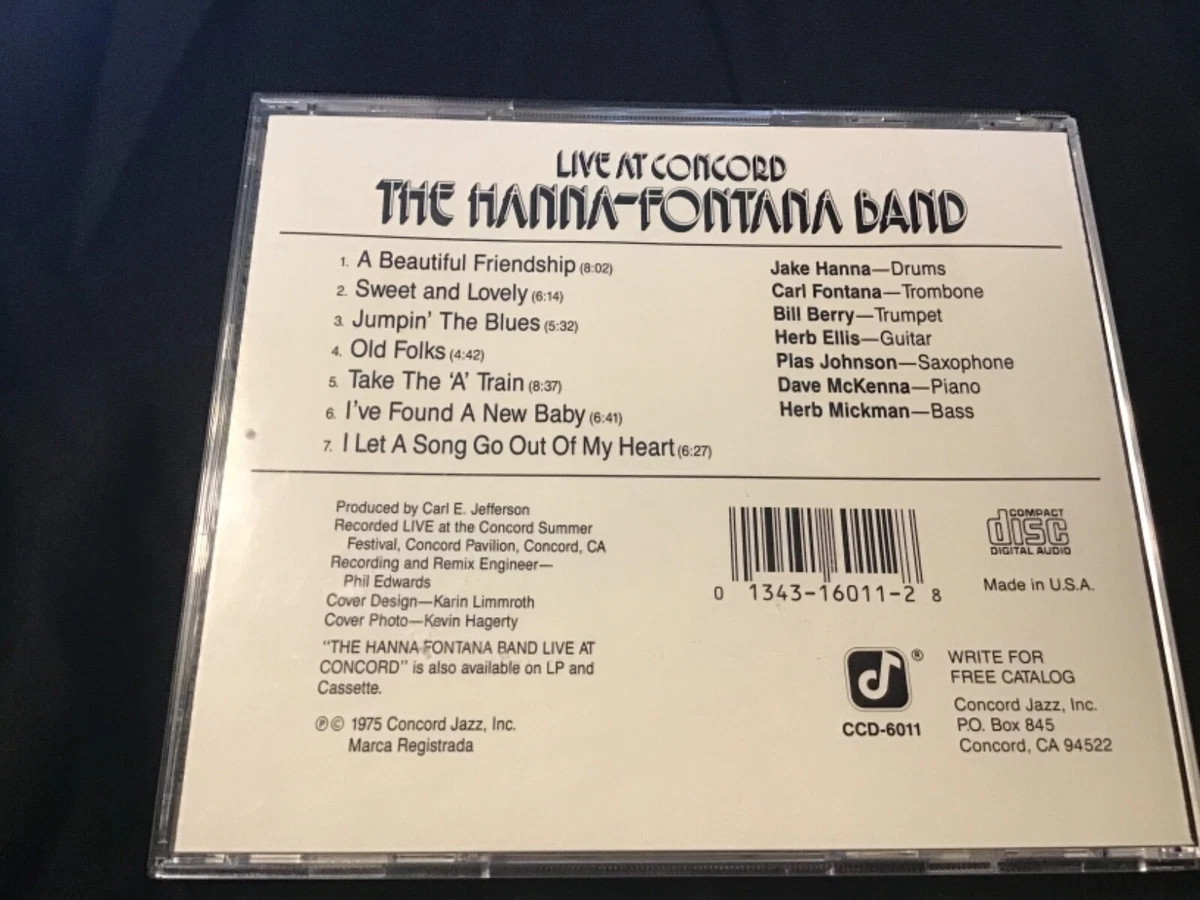 LIVE AT CONCORD
THE HANNA-FONTANA BAND
1. A Beautiful Friendship (8:02)
2. Sweet and Lovely (6:14)
3. Jumpin' The Blues (5:32)
4. Old Folks (4:42)
5. Take The 'A' Train (8:37)
6. I've Found A New Baby (6:41)
7. I Let A Song Go Out Of My Heart (6:27)
Jake Hanna—Drums
Carl Fontana—Trombone
Bill Berry—Trumpet
Herb Ellis—Guitar
Plas Johnson—Saxophone
Dave McKenna—Piano
Herb Mickman—Bass
Produced by Carl E. Jefferson
Recorded LIVE at the Concord Summer
Festival, Concord Pavilion, Concord, CA
Recording and Remix Engineer—
Phil Edwards
Cover Design—Karin Limmroth
Cover Photo—Kevin Hagerty
"THE HANNA FONTANA BAND LIVE AT
CONCORD" is also available on LP and
Cassette.
℗© 1975 Concord Jazz, Inc.
Marca Registrada
0 1343-16011-2 8
COMPACT
disc
DIGITAL AUDIO
Made in U.S.A.
®
CCD-6011
WRITE FOR
FREE CATALOG
Concord Jazz, Inc.
P.O. Box 845
Concord, CA 94522